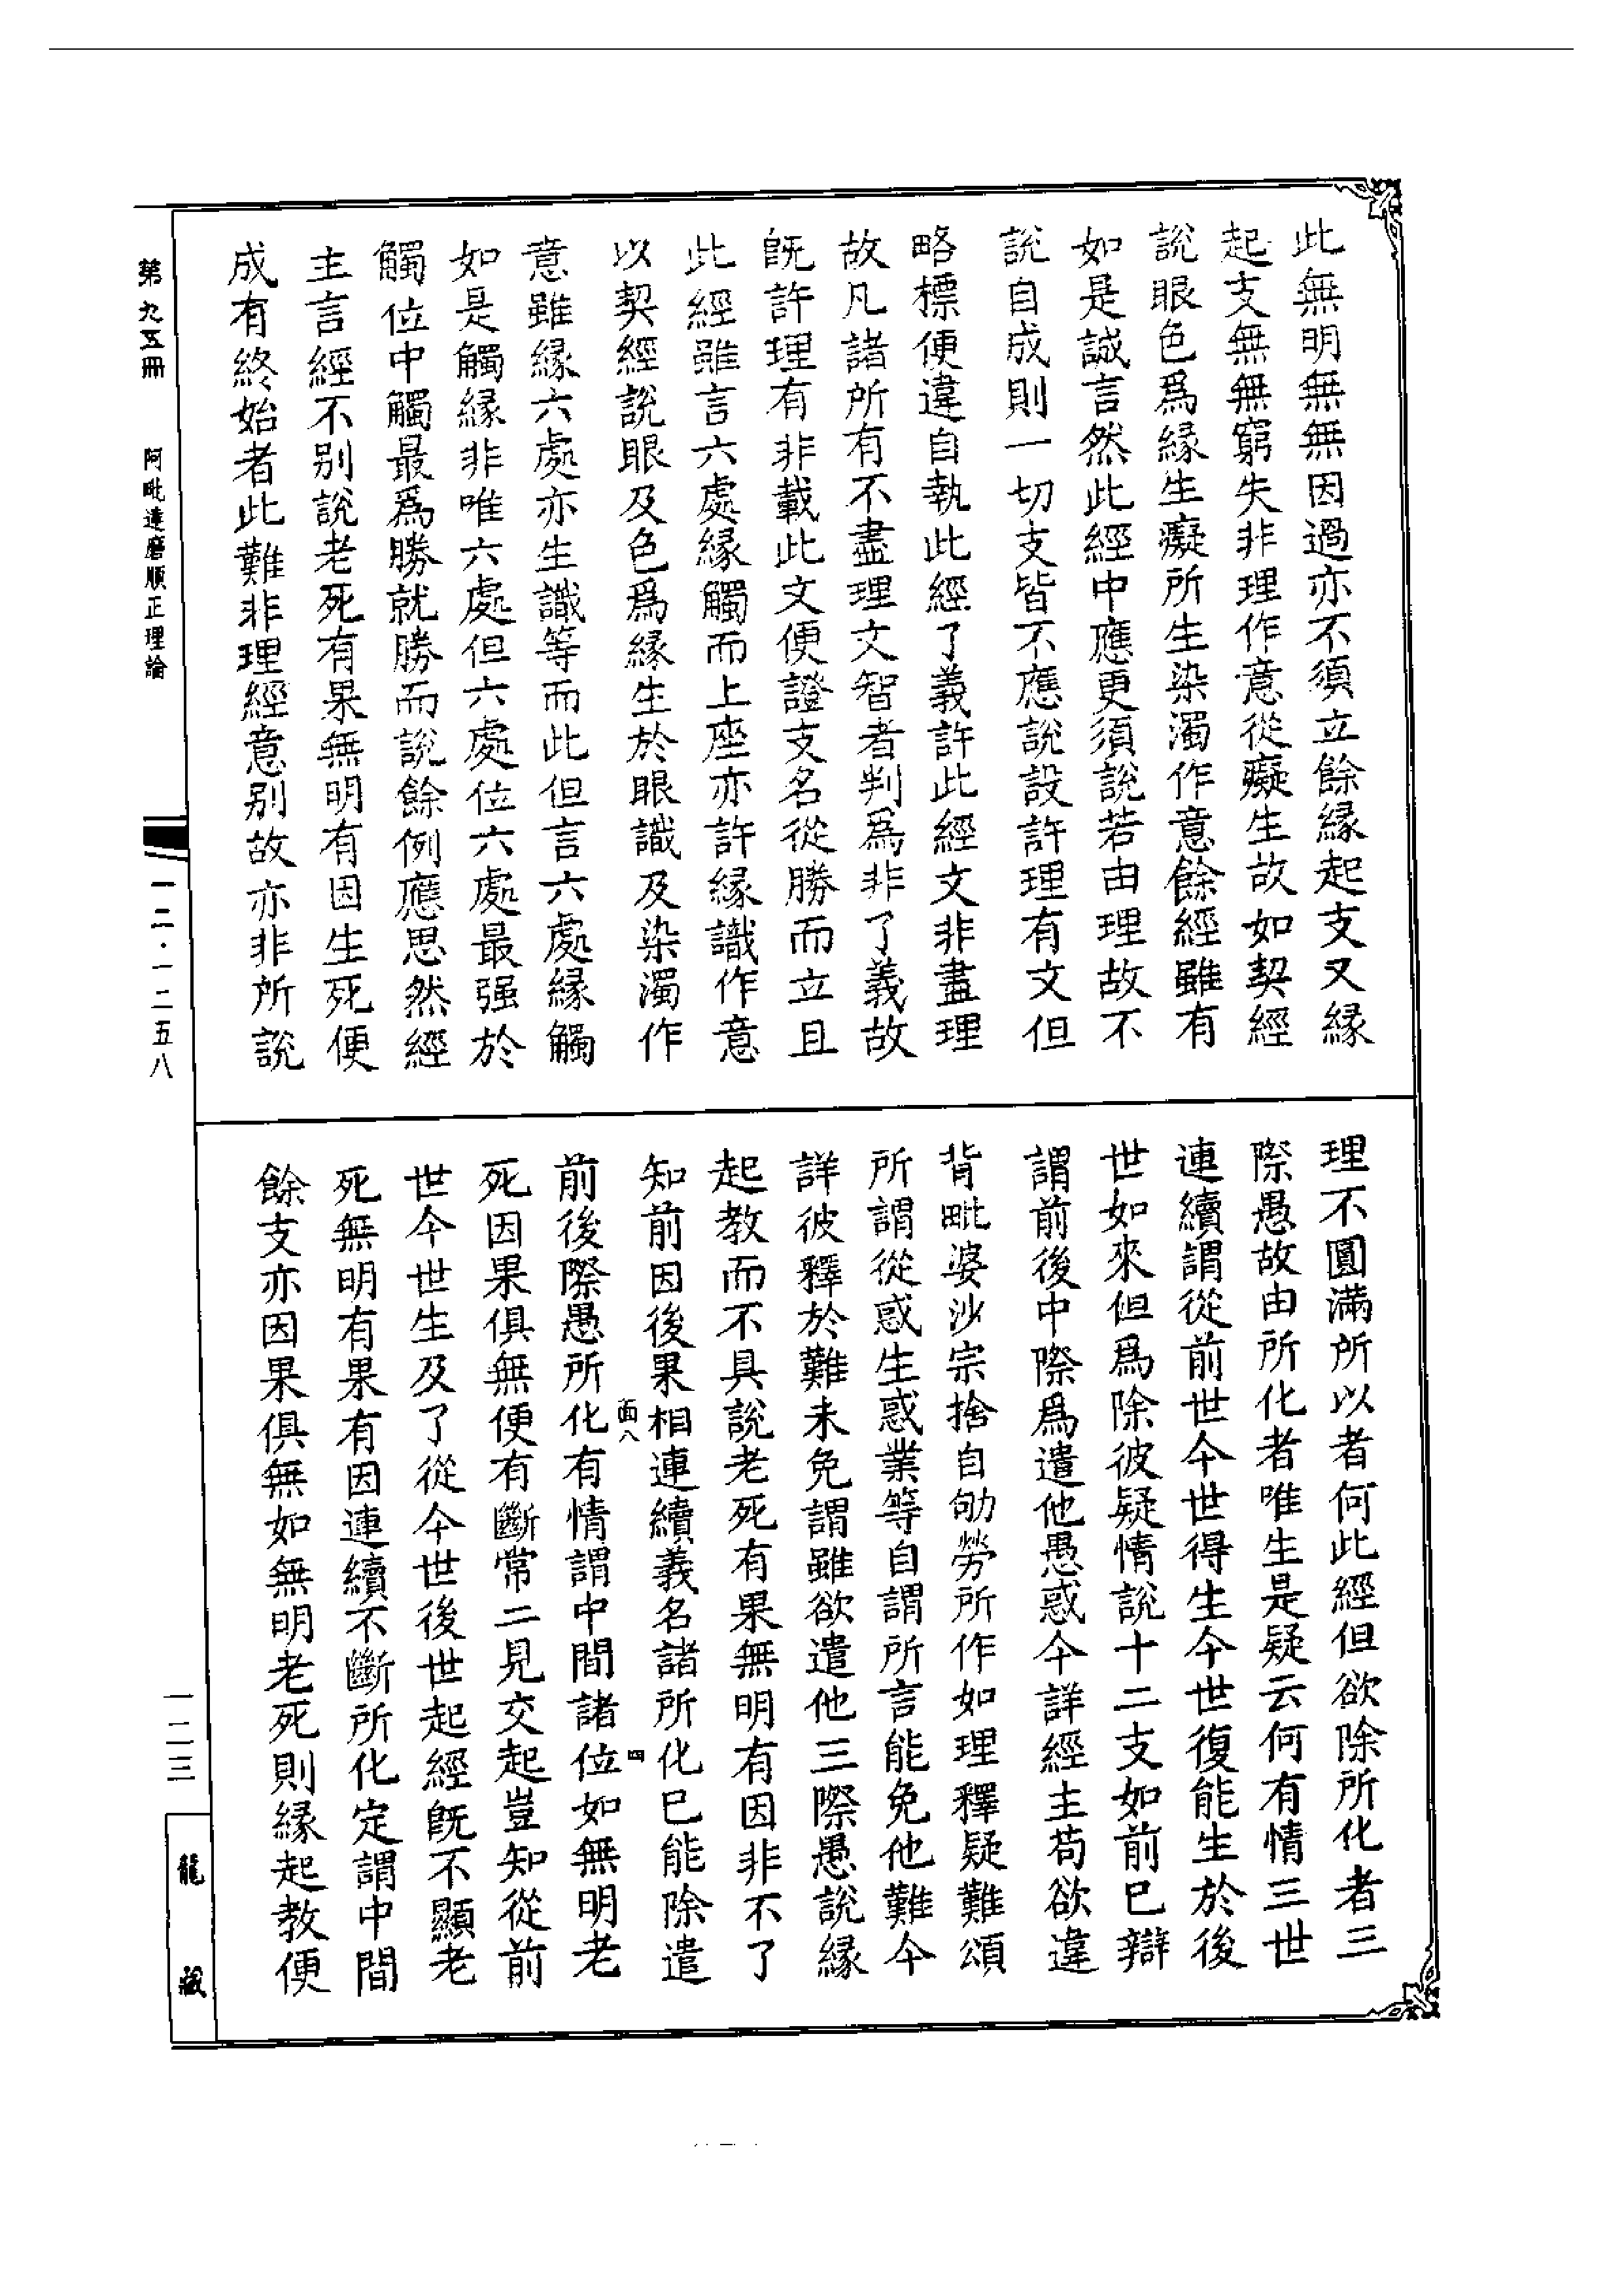 此無明無無因過亦不須立餘緣起支又緣
起支無無窮失非理作意從癡生故如契經
說眼色爲緣生癡所生染濁作意餘經雖有
如是誠言然此經中應更須說若由理故不
說自成則一切支皆不應說設許理有文但
略標便違自執此經了義許此經文非盡理
故凡諸所有不盡理文智者判爲非了義故
旣許理有非載此文便證支名從勝而立且
此經雖言六處緣觸而上座亦許緣識作意
以契經說眼及色爲緣生於眼識及染濁作
意雖緣六處亦生識等而此但言六處緣觸
如是觸緣非唯六處但六處位六處最强於
觸位中觸最爲勝就勝而說餘例應思然經
主言經不别說老死有果無明有因生死便
成有終始者此難非理經意别故亦非所說
理不圓滿所以者何此經但欲除所化者三
際愚故由所化者唯生是疑云何有情三世
連續謂從前世今世得生今世復能生於後
世如來但爲除彼疑情說十二支如前已辯
謂前後中際爲遣他愚惑今詳經主苟欲違
背毗婆沙宗捨自劬勞所作如理釋疑難頌
所謂從惑生惑業等自謂所言能免他難今
詳彼釋於難未免謂雖欲遣他三際愚說緣
起教而不具說老死有果無明有因非不了
知前因後果相連續義名諸所化已能除遣
前後際愚所化有情謂中間諸位如無明老
死因果俱無便有斷常二見交起豈知從前
世今世生及了從今世後世起經旣不顯老
死無明有果有因連續不斷所化定謂中間
餘支亦因果俱無如無明老死則緣起教便
面八
四
第九五冊
阿毗達磨順正理論
一二·一二五八
一二三
龍藏